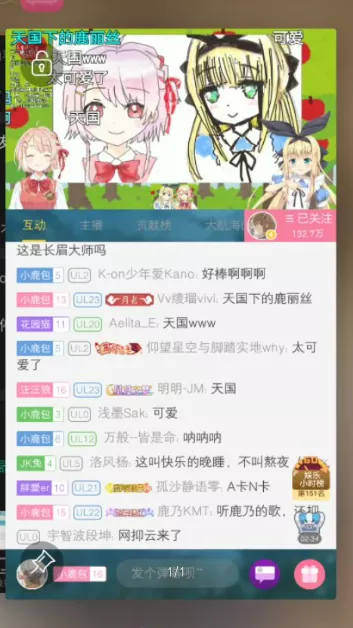 天国下的鹿丽丝
可爱
天国www
太可爱了
天国
互动 主播 贡献榜 大航海
已关注
132.7万
这是长眉大师吗
小鹿包 5 UL2 K-on少年爱Kano: 好棒啊啊啊
小鹿包 13 UL23 一月老一 Vv绫瑠vivi: 天国下的鹿丽丝
花园猫 11 UL20 Aelita_E: 天国www
小鹿包 5 UL2 仰望星空与脚踏实地why: 太可
爱了
汪汪狼 16 UL23 明明-JM: 天国
小鹿包 3 UL0 浅墨Sak: 可爱
小鹿包 6 UL12 万般--皆是命: 呐呐呐
JK兔 4 UL5 洛风杨: 这叫快乐的晚睡，不叫熬夜
胖爱er 10 UL21 孤沙静语零: A卡N卡
小鹿包 15 UL22 鹿乃KMT: 听鹿乃的歌，还抑
UL0 宇智波段坤: 网抑云来了
娱乐
小时榜
第151名
02:34
小鹿包 16 发个弹幕呗~
1/1